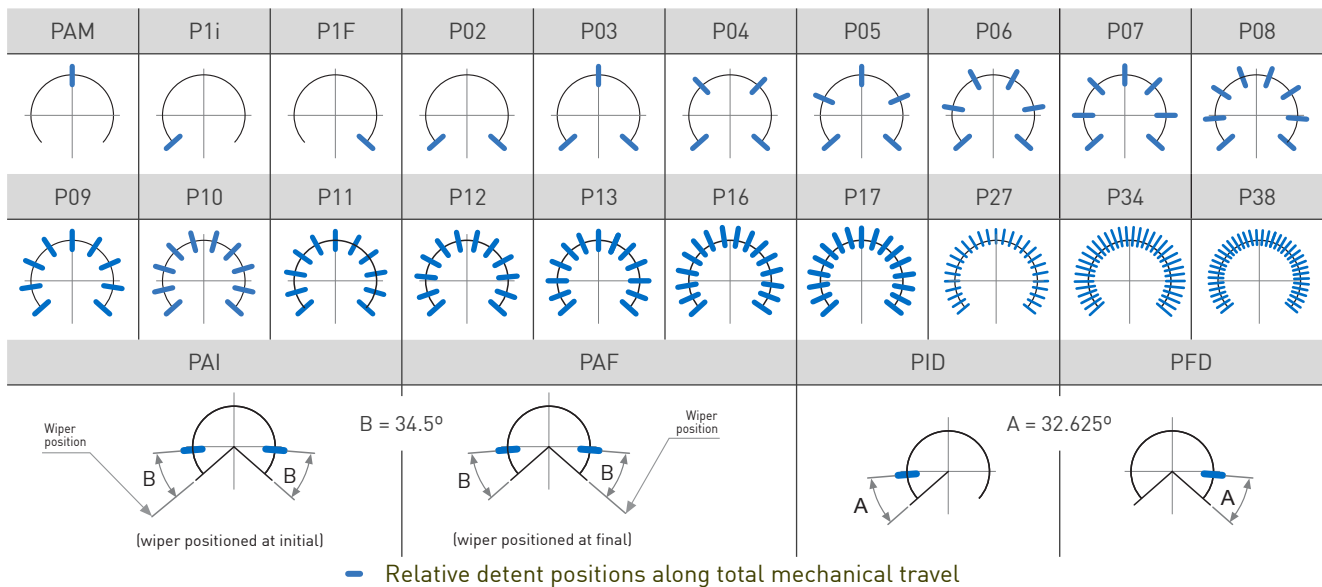 PAM P1i P1F P02 P03 P04 P05 P06 P07 P08
P09 P10 P11 P12 P13 P16 P17 P27 P34 P38
PAI PAF PID PFD
Wiper
position
B = 34.5º
Wiper
position
A = 32.625º
B B B B A A
(wiper positioned at initial) (wiper positioned at final)
Relative detent positions along total mechanical travel